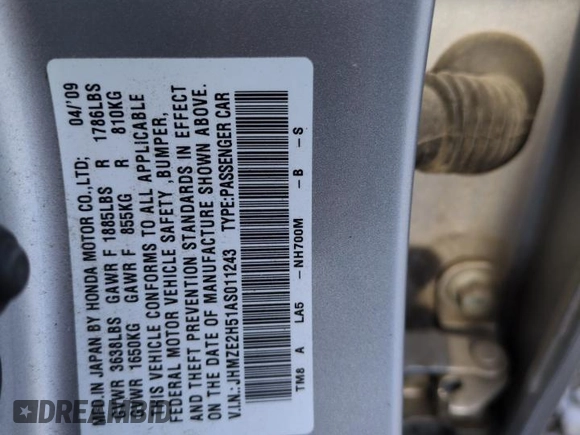 MFD.IN JAPAN BY HONDA MOTOR CO.,LTD; 04/'09
GVWR 3638LBS GAWR F 1885LBS R 1786LBS
GVWR 1650KG GAWR F 855KG R 810KG
THIS VEHICLE CONFORMS TO ALL APPLICABLE
FEDERAL MOTOR VEHICLE SAFETY ,BUMPER,
AND THEFT PREVENTION STANDARDS IN EFFECT
ON THE DATE OF MANUFACTURE SHOWN ABOVE.
V.I.N.: JHMZE2H51AS011243 TYPE:PASSENGER CAR
TM8 A LA5 -NH700M -B -S
DREAMBID